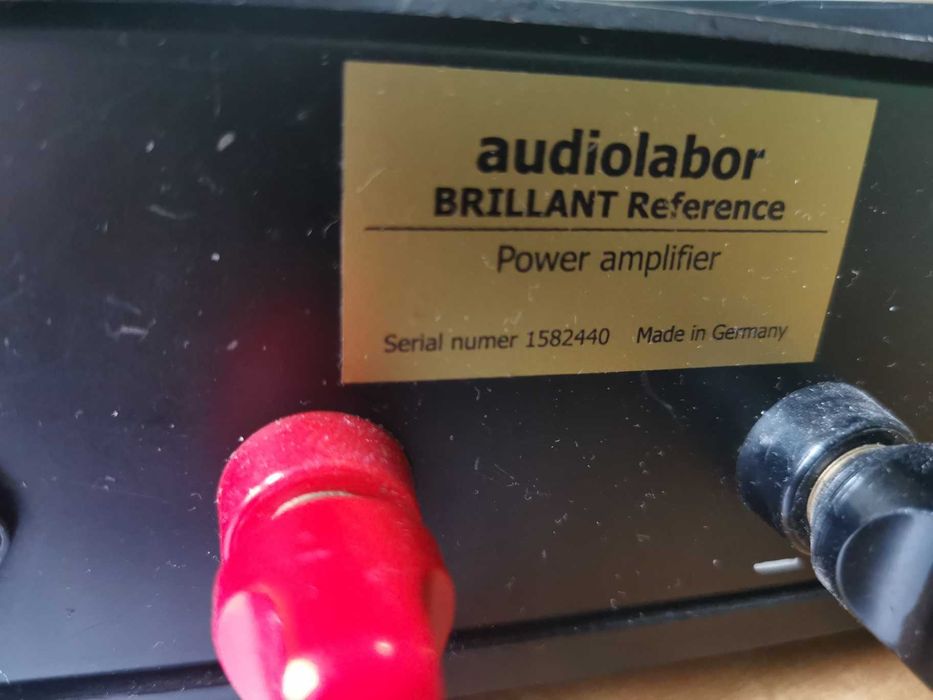 audiolabor
BRILLANT Reference
Power amplifier
Serial numer 1582440 Made in Germany